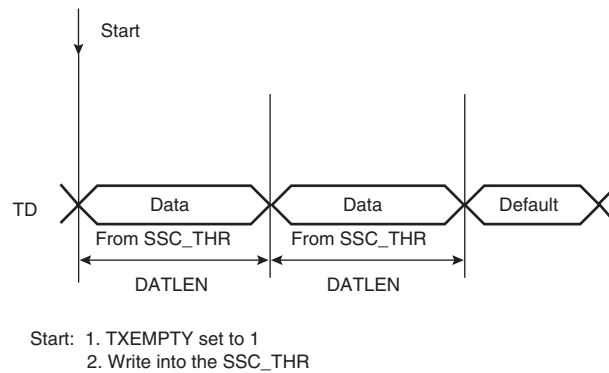 Start
TD
Data
Data
Default
From SSC_THR
From SSC_THR
DATLEN
DATLEN
Start: 1. TXEMPTY set to 1
2. Write into the SSC_THR